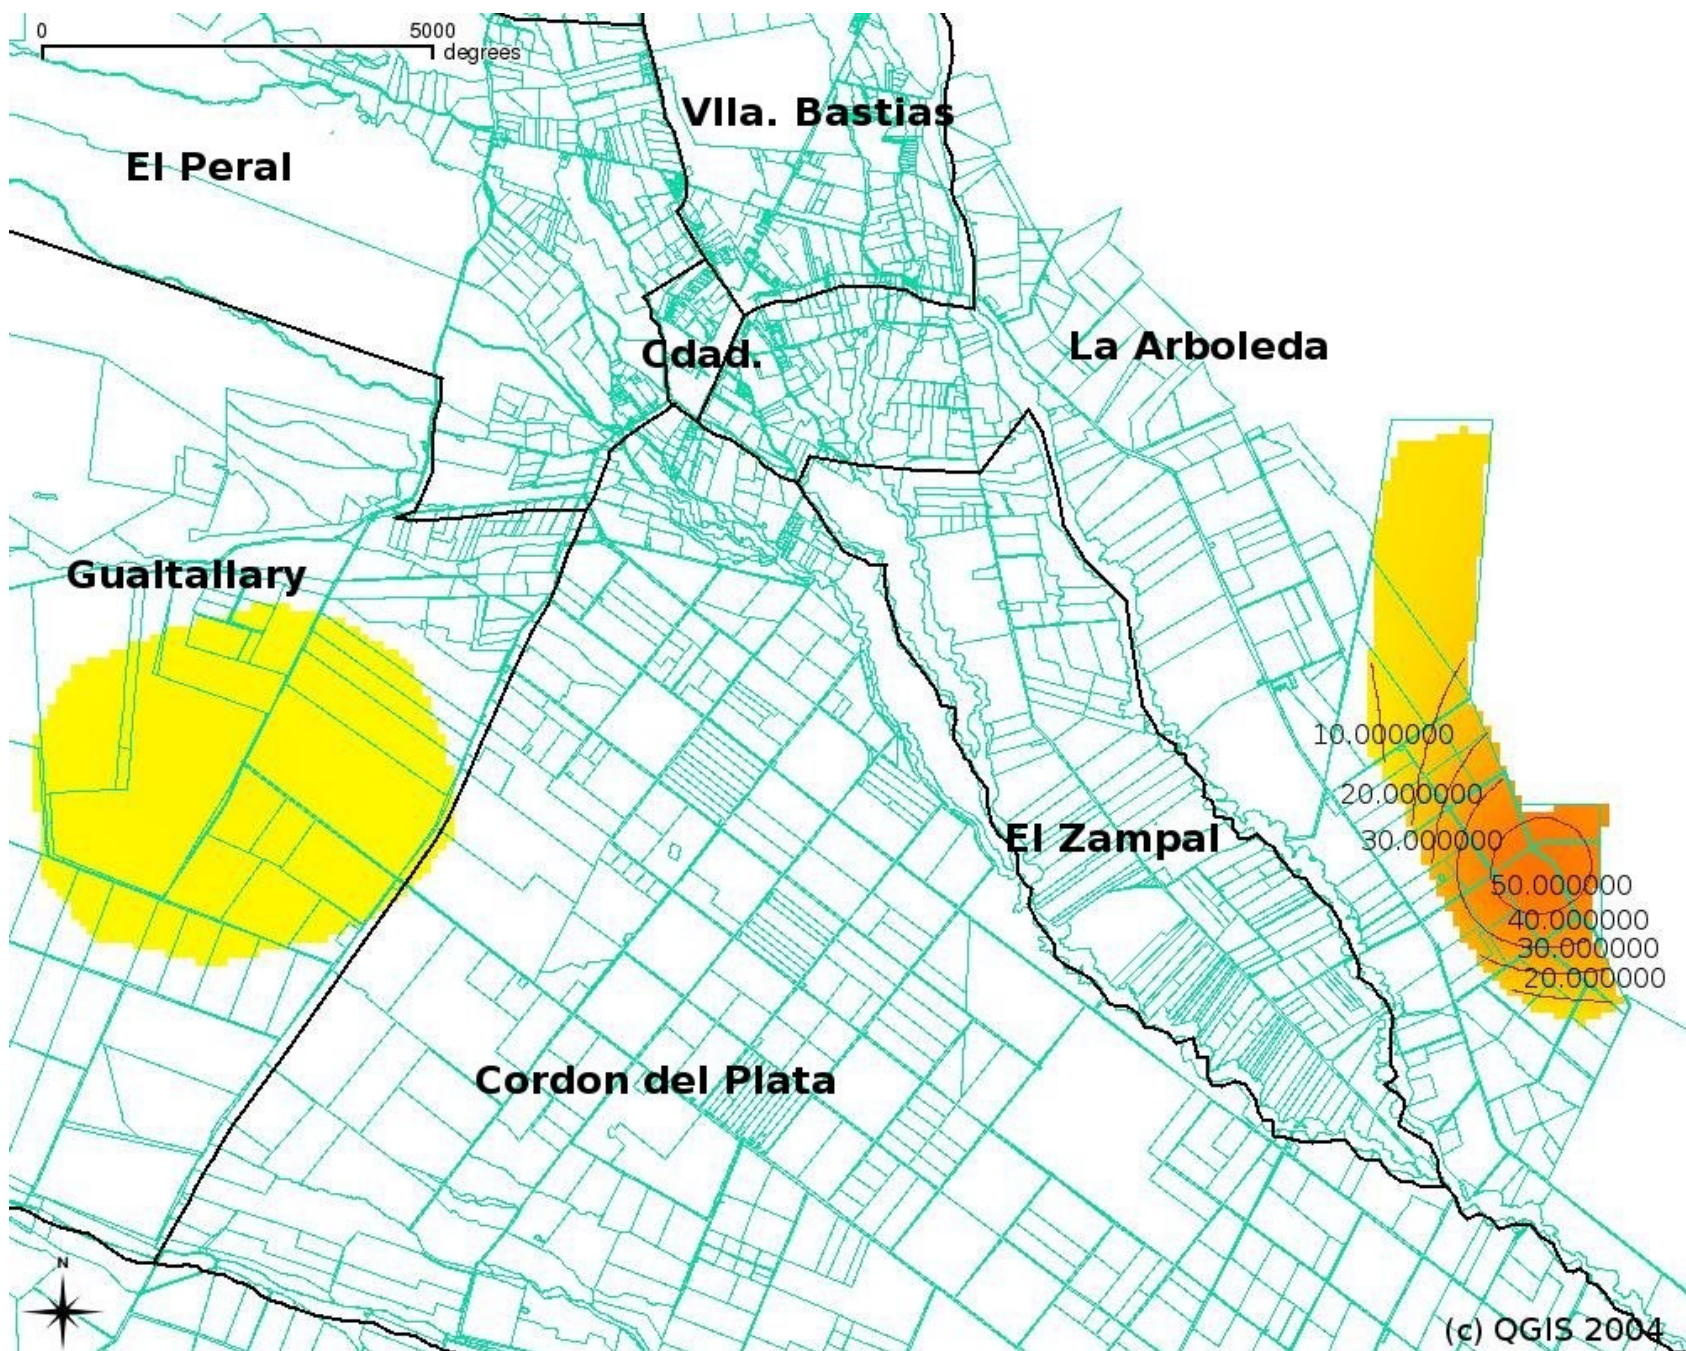 0 5000
degrees
Vlla. Bastias
El Peral
La Arboleda
Cdad.
Gualtallary
10.000000
20.000000
30.000000
El Zampal
50.000000
40.000000
30.000000
20.000000
Cordon del Plata
N
(c) QGIS 2004